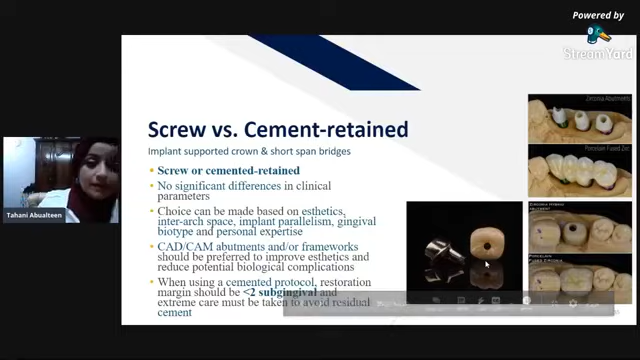 Powered by
StreamYard
Screw vs. Cement-retained
Implant supported crown & short span bridges
• Screw or cemented-retained
• No significant differences in clinical
parameters
• Choice can be made based on esthetics,
inter-arch space, implant parallelism, gingival
biotype and personal expertise
• CAD/CAM abutments and/or frameworks
should be preferred to improve esthetics and
reduce potential biological complications
• When using a cemented protocol, restoration
margin should be <2 subgingival and
extreme care must be taken to avoid residual
cement
Zirconia Abutments
Tahani Abualteen